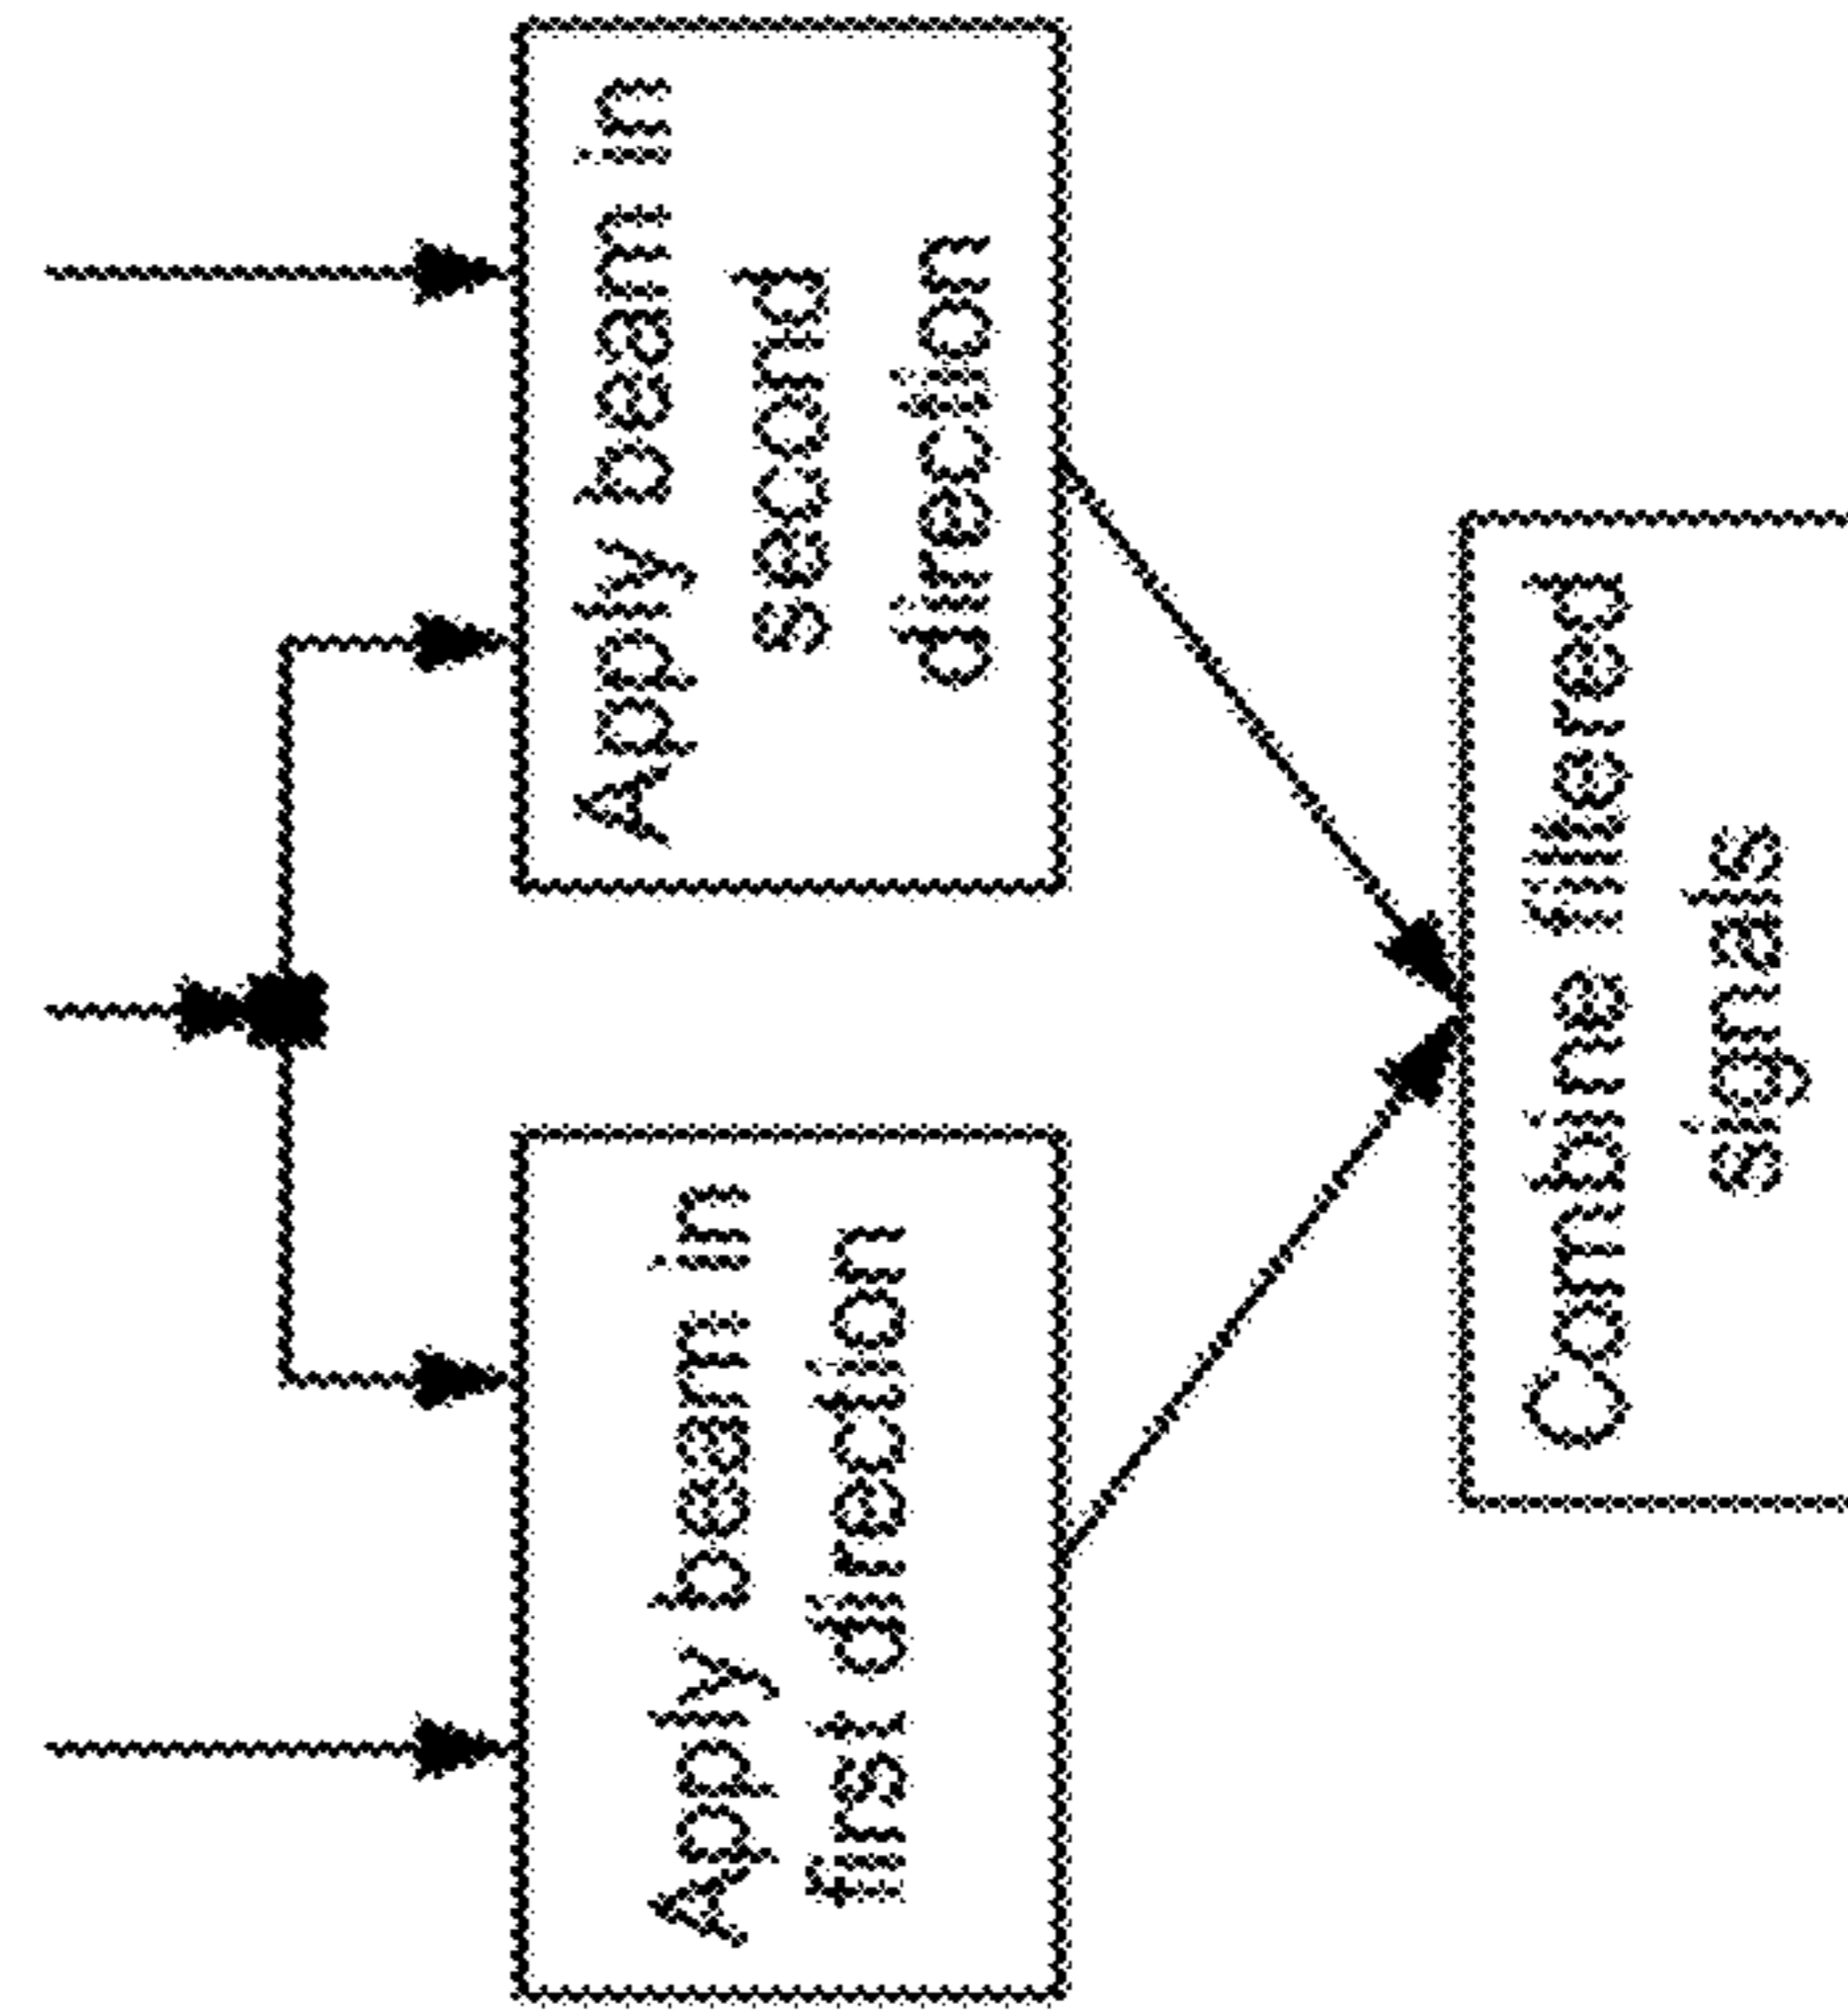 Apply beam in
first direction
Apply beam in
second
direction
Combine filtered
signals